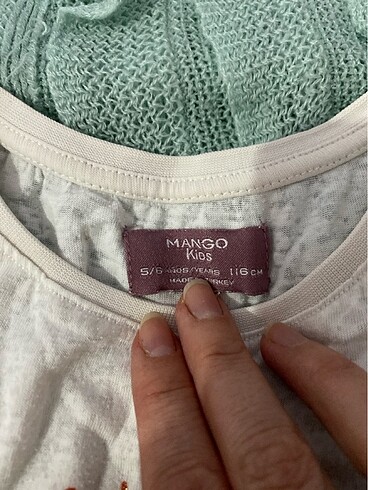 MANGO
Kids
5/6 AÑOS/YEARS 116 CM
MADE IN TURKEY